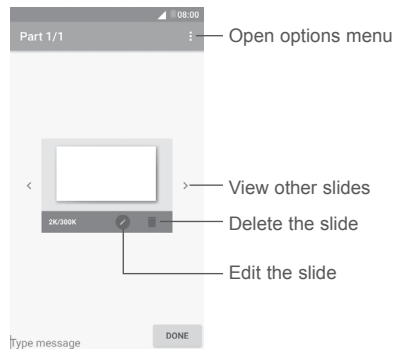 08:00
Part 1/1
Open options menu
View other slides
2K/300K
Delete the slide
Edit the slide
Type message
DONE